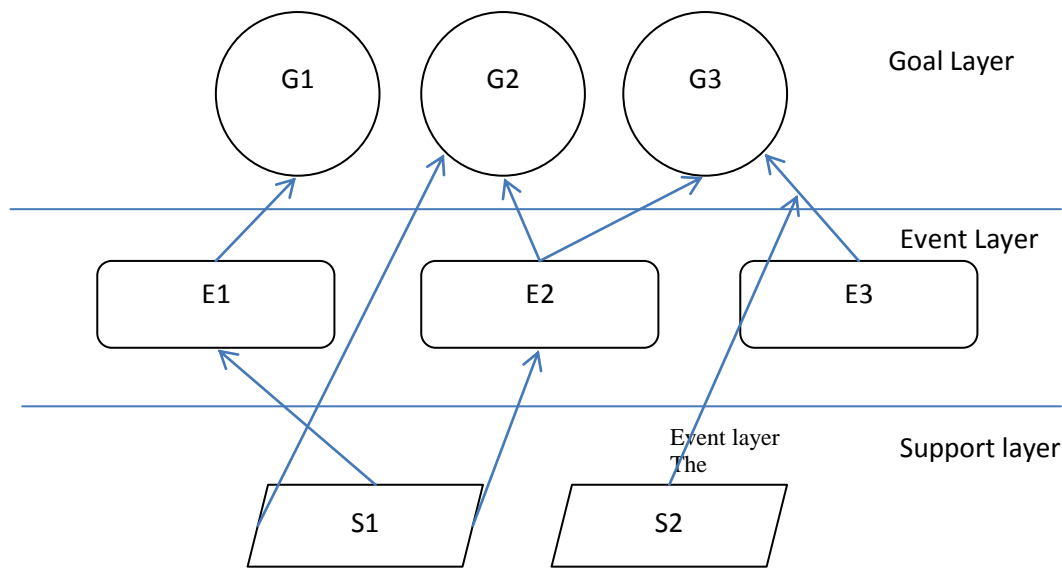 G1
G2
G3
Goal Layer
Event Layer
E1
E2
E3
Event layer
The
Support layer
S1
S2